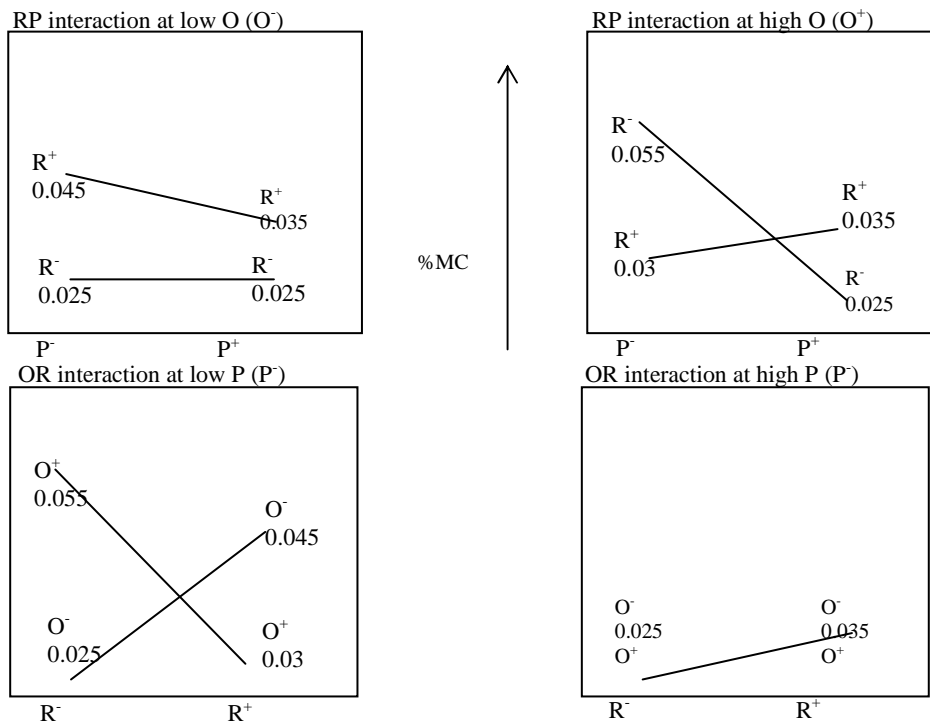 RP interaction at low O (O⁻)
R⁺
0.045
R⁺
0.035
R⁻
0.025
R⁻
0.025
P⁻ P⁺
%MC
RP interaction at high O (O⁺)
R⁻
0.055
R⁺
0.035
R⁺
0.03
R⁻
0.025
P⁻ P⁺
OR interaction at low P (P⁻)
O⁺
0.055
O⁻
0.045
O⁻
0.025
O⁺
0.03
R⁻ R⁺
OR interaction at high P (P⁻)
O⁻ O⁻
0.025 0.035
O⁺ O⁺
R⁻ R⁺